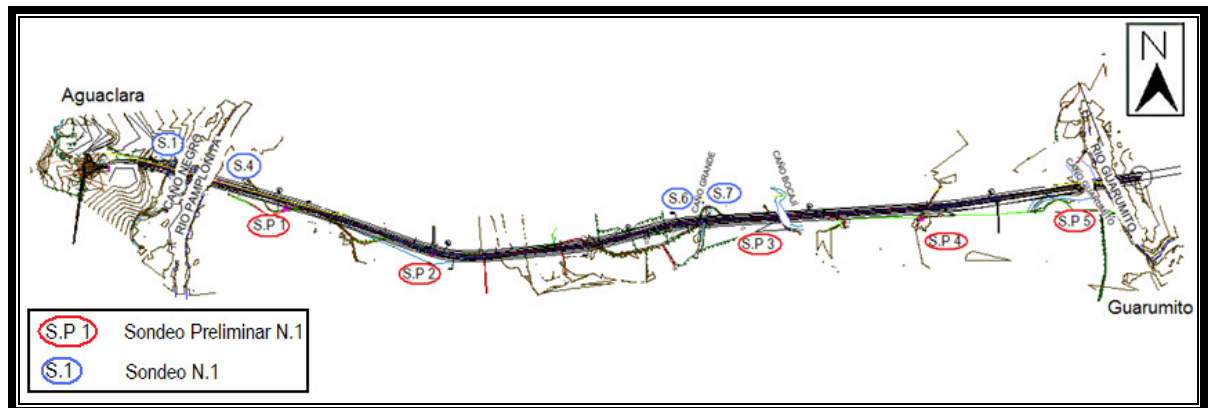 N
Aguaclara
S.1
CAÑO NEGRO
RIO PAMPLONITA
S.4
S.P 1
S.P 2
S.6
CAÑO GRANDE
S.7
S.P 3
CAÑO BOCAJI
S.P 4
S.P 5
RIO GUARUMITO
Guarumito
S.P 1 Sondeo Preliminar N.1
S.1 Sondeo N.1